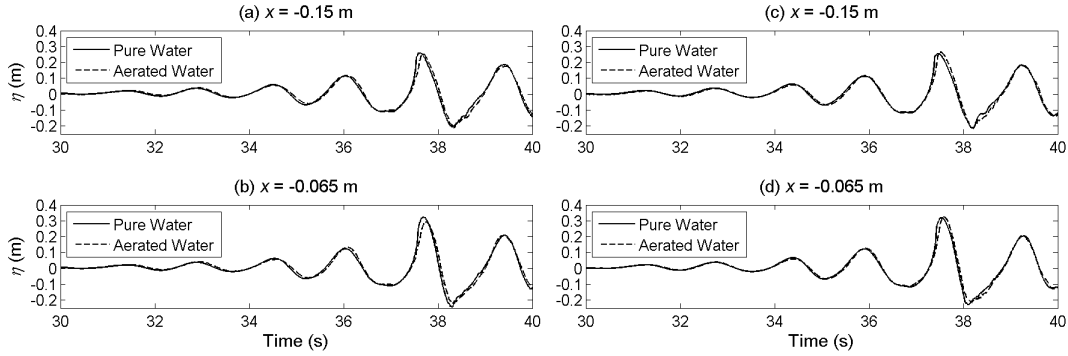 (a) x = -0.15 m
η (m)
0.4
0.3
0.2
0.1
0
-0.1
-0.2
Pure Water
Aerated Water
30 32 34 36 38 40
(c) x = -0.15 m
0.4
0.3
0.2
0.1
0
-0.1
-0.2
Pure Water
Aerated Water
30 32 34 36 38 40
(b) x = -0.065 m
η (m)
0.4
0.3
0.2
0.1
0
-0.1
-0.2
Pure Water
Aerated Water
30 32 34 36 38 40
Time (s)
(d) x = -0.065 m
0.4
0.3
0.2
0.1
0
-0.1
-0.2
Pure Water
Aerated Water
30 32 34 36 38 40
Time (s)